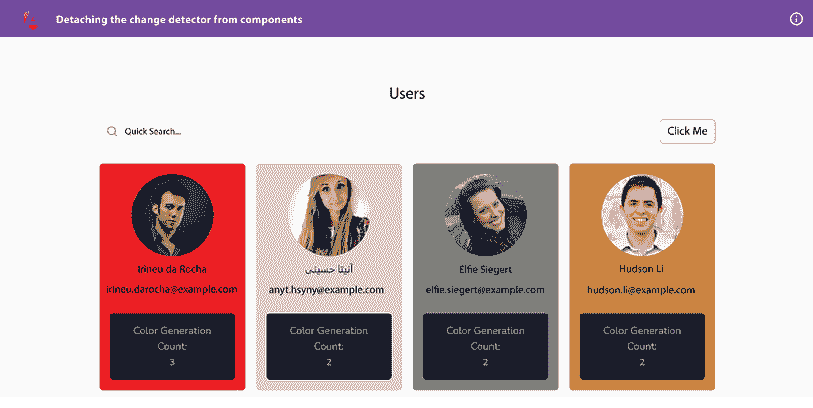 Detaching the change detector from components
Users
Quick Search...
Click Me
Irineu da Rocha
irineu.darocha@example.com
Color Generation
Count:
3
آنیتا حسینی
anyt.hsyny@example.com
Color Generation
Count:
2
Elfie Siegert
elfie.siegert@example.com
Color Generation
Count:
2
Hudson Li
hudson.li@example.com
Color Generation
Count:
2